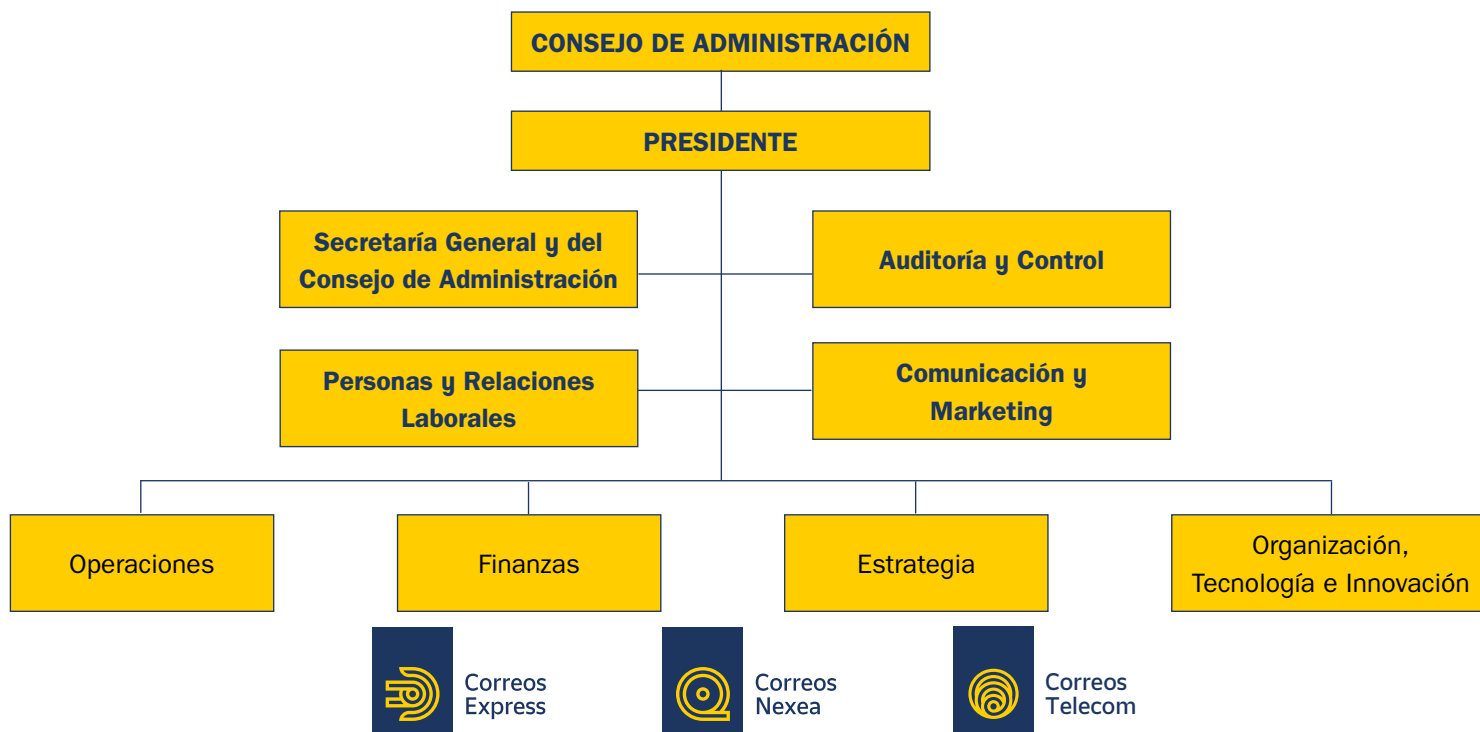 CONSEJO DE ADMINISTRACIÓN
PRESIDENTE
Secretaría General y del
Consejo de Administración
Auditoría y Control
Personas y Relaciones
Laborales
Comunicación y
Marketing
Operaciones
Finanzas
Estrategia
Organización,
Tecnología e Innovación
Correos
Express
Correos
Nexea
Correos
Telecom